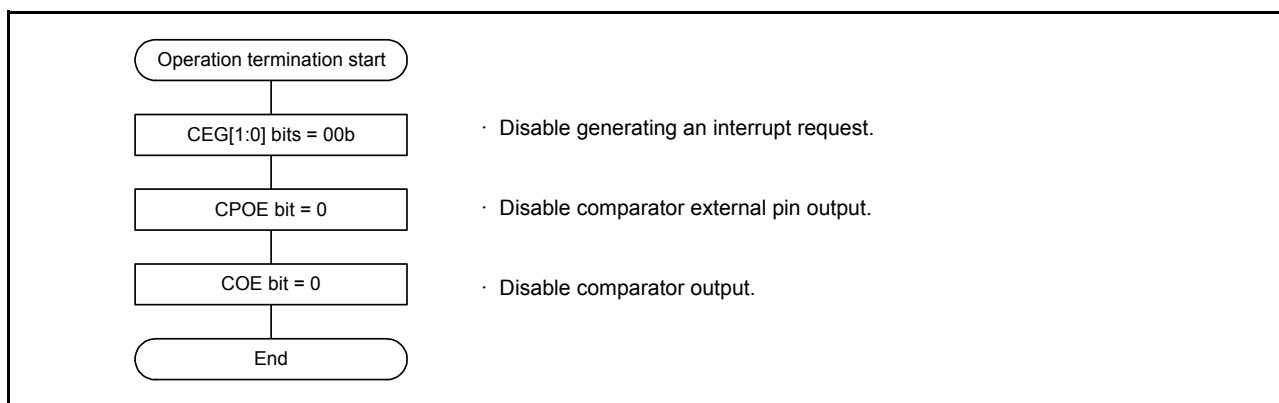 Operation termination start
CEG[1:0] bits = 00b
· Disable generating an interrupt request.
CPOE bit = 0
· Disable comparator external pin output.
COE bit = 0
· Disable comparator output.
End